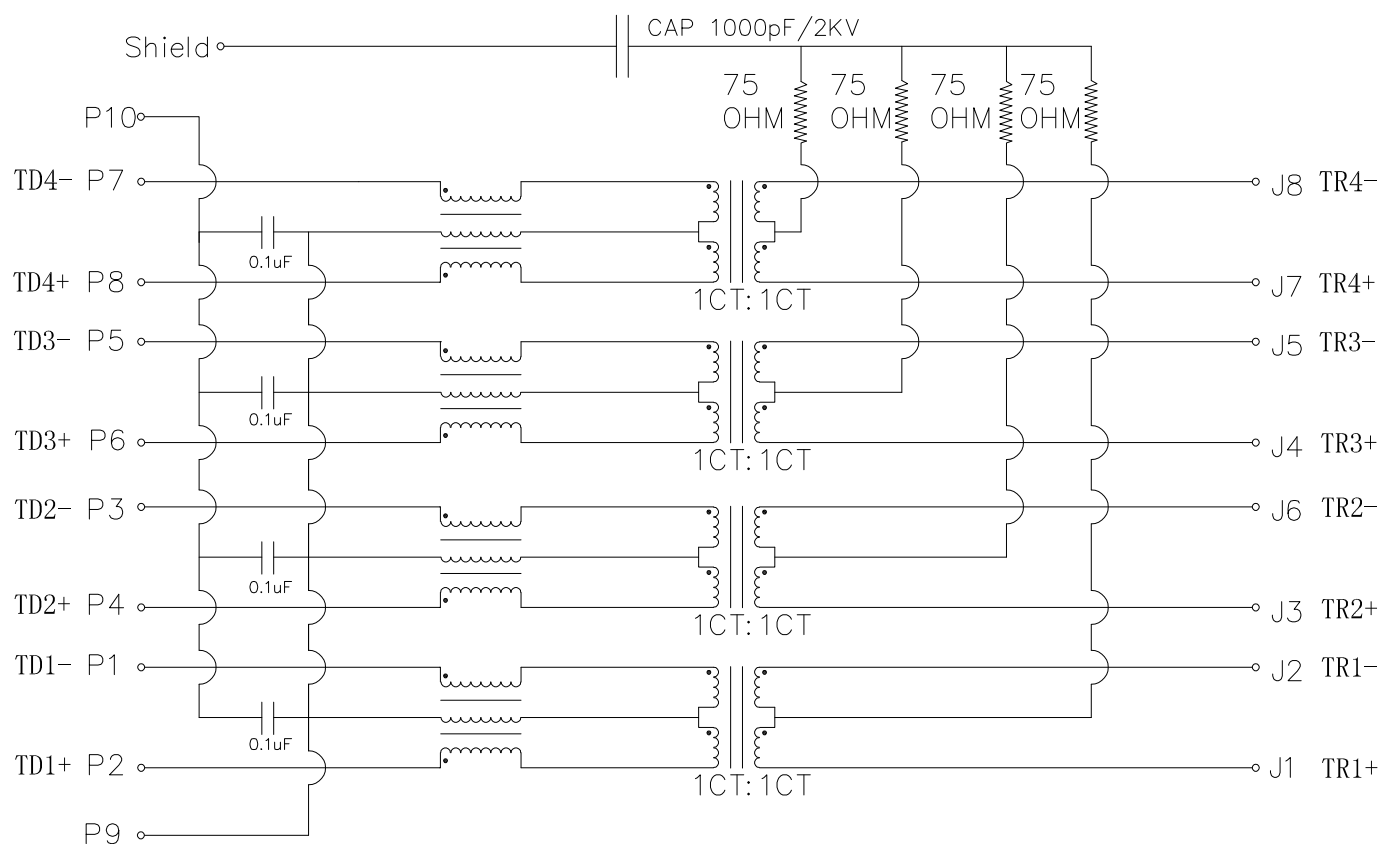 CAP 1000pF/2KV
Shield
75 OHM
75 OHM
75 OHM
75 OHM
P10
TD4- P7
J8 TR4-
0.1uF
TD4+ P8
J7 TR4+
1CT:1CT
TD3- P5
J5 TR3-
0.1uF
TD3+ P6
J4 TR3+
1CT:1CT
TD2- P3
J6 TR2-
0.1uF
TD2+ P4
J3 TR2+
1CT:1CT
TD1- P1
J2 TR1-
0.1uF
TD1+ P2
J1 TR1+
1CT:1CT
P9